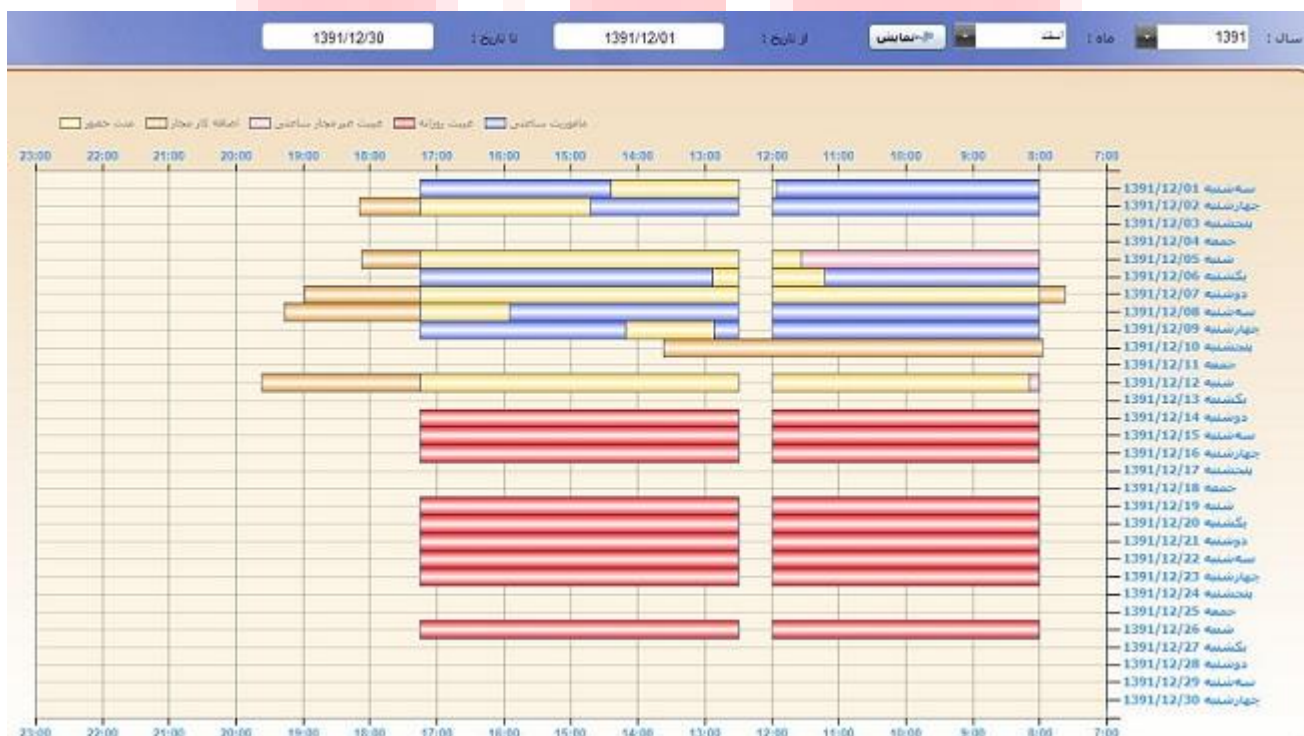 سال : 1391 ماه : اسفند نمایش از تاریخ : 1391/12/01 تا تاریخ : 1391/12/30
ماموریت ساعتی غیبت روزانه غیبت غیر مجاز ساعتی اضافه کار مجاز مدت حضور
23:00 22:00 21:00 20:00 19:00 18:00 17:00 16:00 15:00 14:00 13:00 12:00 11:00 10:00 9:00 8:00 7:00
سه‌شنبه 1391/12/01
چهارشنبه 1391/12/02
پنجشنبه 1391/12/03
جمعه 1391/12/04
شنبه 1391/12/05
یکشنبه 1391/12/06
دوشنبه 1391/12/07
سه‌شنبه 1391/12/08
چهارشنبه 1391/12/09
پنجشنبه 1391/12/10
جمعه 1391/12/11
شنبه 1391/12/12
یکشنبه 1391/12/13
دوشنبه 1391/12/14
سه‌شنبه 1391/12/15
چهارشنبه 1391/12/16
پنجشنبه 1391/12/17
جمعه 1391/12/18
شنبه 1391/12/19
یکشنبه 1391/12/20
دوشنبه 1391/12/21
سه‌شنبه 1391/12/22
چهارشنبه 1391/12/23
پنجشنبه 1391/12/24
جمعه 1391/12/25
شنبه 1391/12/26
یکشنبه 1391/12/27
دوشنبه 1391/12/28
سه‌شنبه 1391/12/29
چهارشنبه 1391/12/30
23:00 22:00 21:00 20:00 19:00 18:00 17:00 16:00 15:00 14:00 13:00 12:00 11:00 10:00 9:00 8:00 7:00